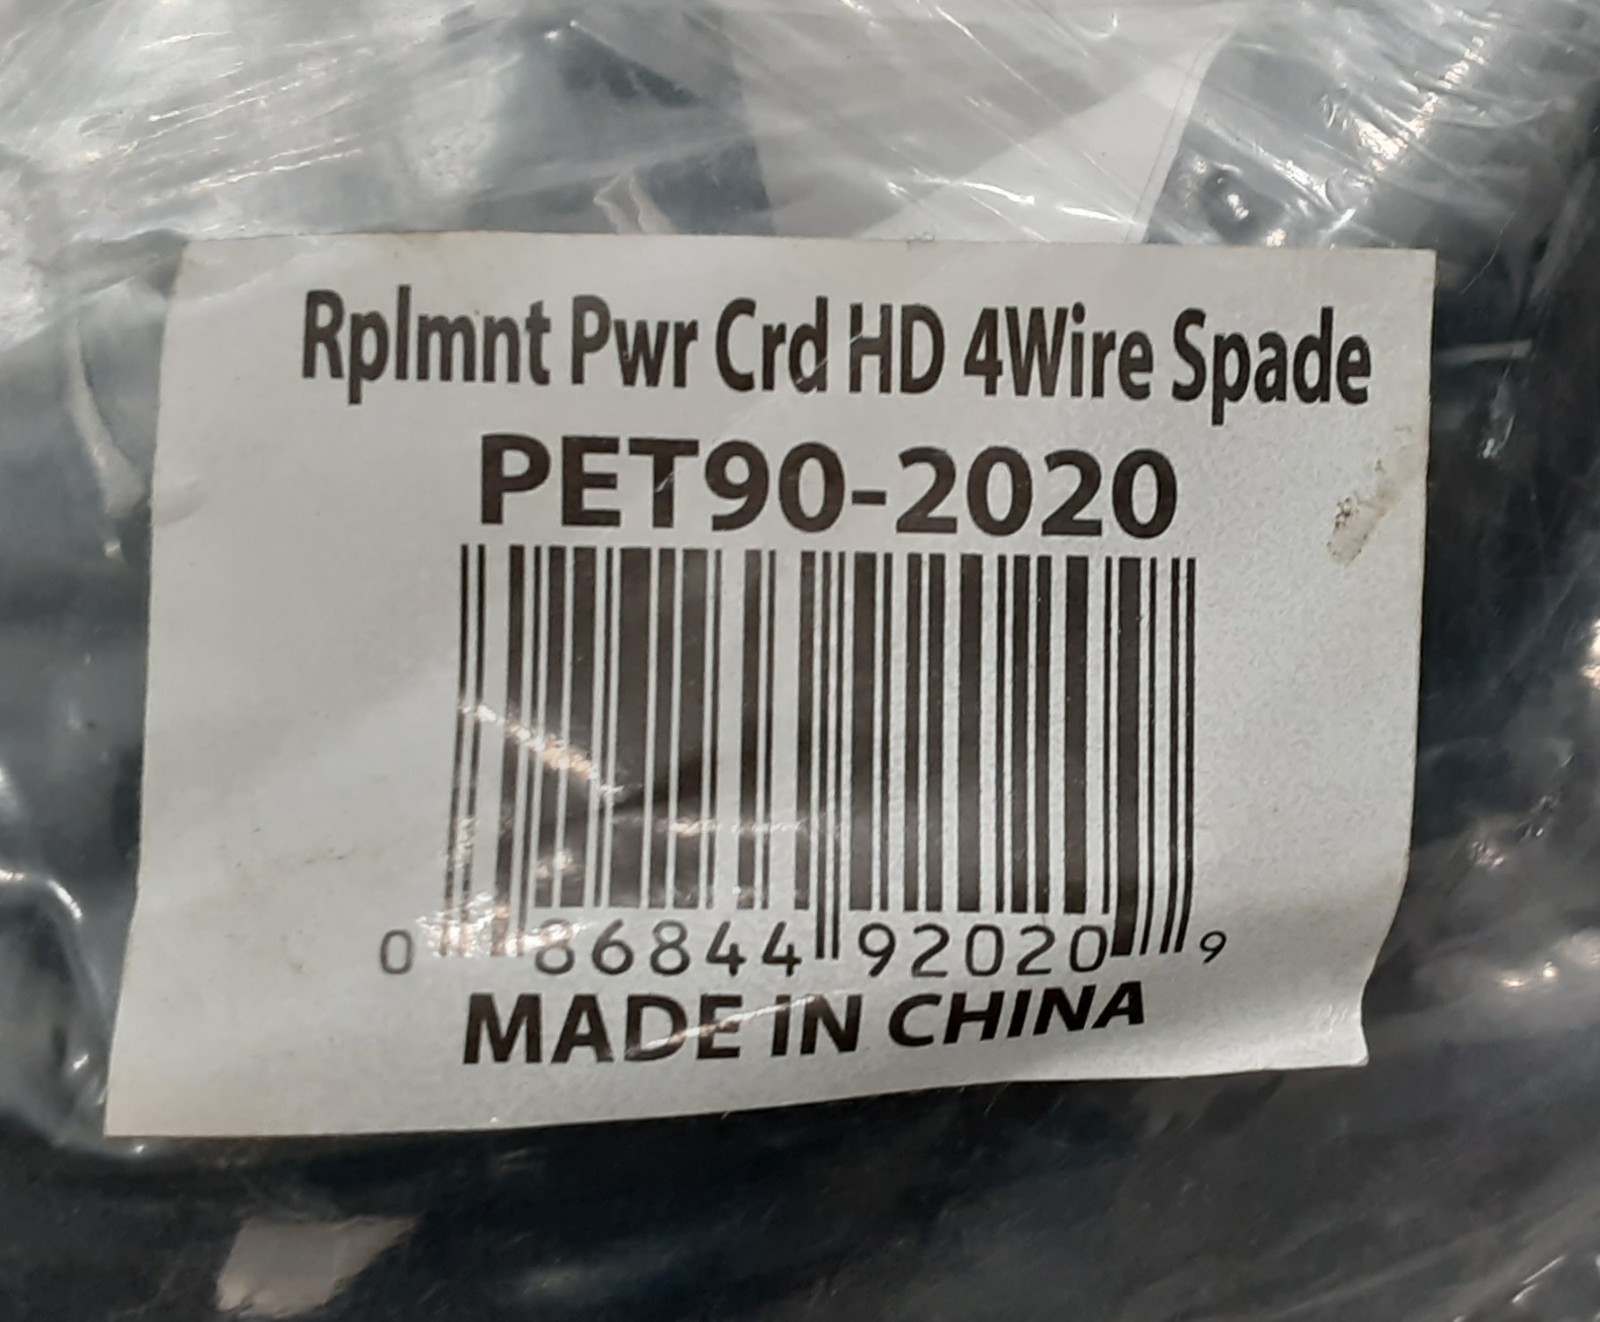 Rplmnt Pwr Crd HD 4Wire Spade
PET90-2020
0 86844 92020 9
MADE IN CHINA